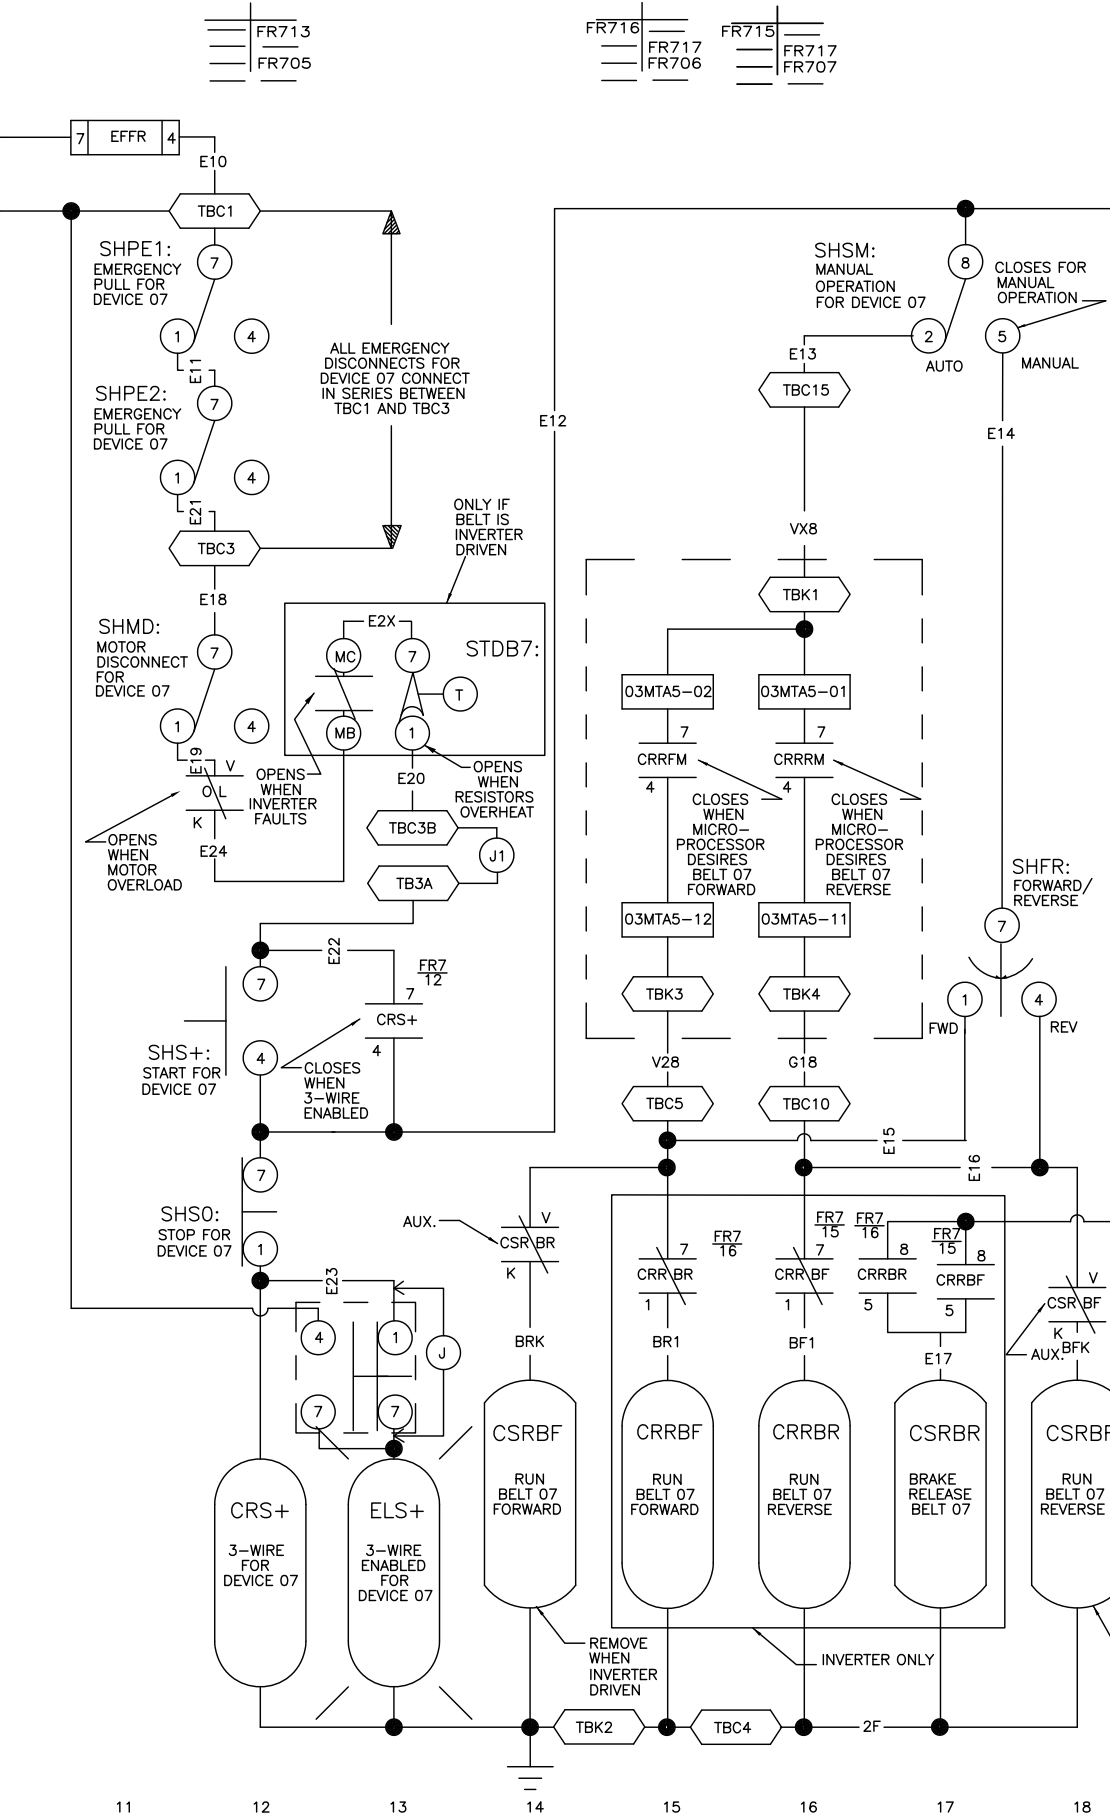 FR713
FR705
FR716
FR717
FR706
FR715
FR717
FR707
7 EFFR 4
E10
TBC1
SHPE1:
EMERGENCY
PULL FOR
DEVICE 07
7
1
4
E11
SHPE2:
EMERGENCY
PULL FOR
DEVICE 07
7
1
4
E21
TBC3
ALL EMERGENCY
DISCONNECTS FOR
DEVICE 07 CONNECT
IN SERIES BETWEEN
TBC1 AND TBC3
E12
SHSM:
MANUAL
OPERATION
FOR DEVICE 07
8
CLOSES FOR
MANUAL
OPERATION
2
5
AUTO
MANUAL
E13
TBC15
E14
VX8
ONLY IF
BELT IS
INVERTER
DRIVEN
E18
SHMD:
MOTOR
DISCONNECT
FOR
DEVICE 07
7
1
4
E19
V
OL
K
E24
OPENS
WHEN
MOTOR
OVERLOAD
E2X
MC
7
STDB7:
T
MB
1
OPENS
WHEN
INVERTER
FAULTS
E20
OPENS
WHEN
RESISTORS
OVERHEAT
TBC3B
J1
TB3A
TBK1
03MTA5-02
03MTA5-01
7
CRRFM
4
7
CRRRM
4
CLOSES
WHEN
MICRO-
PROCESSOR
DESIRES
BELT 07
FORWARD
CLOSES
WHEN
MICRO-
PROCESSOR
DESIRES
BELT 07
REVERSE
03MTA5-12
03MTA5-11
TBK3
TBK4
SHFR:
FORWARD/
REVERSE
7
1
4
FWD
REV
E22
FR7
12
7
7
CRS+
4
SHS+:
START FOR
DEVICE 07
4
CLOSES
WHEN
3-WIRE
ENABLED
V28
G18
TBC5
TBC10
E15
E16
7
SHS0:
STOP FOR
DEVICE 07
1
E23
4
1
J
7
7
AUX.
V
CSR BR
K
BRK
7
FR7
16
CRR BR
1
BR1
FR7
15
7
CRR BF
1
BF1
FR7
16
8
CRRBR
5
FR7
15
8
CRRBF
5
E17
V
CSR BF
K
AUX.
BFK
CRS+
3-WIRE
FOR
DEVICE 07
ELS+
3-WIRE
ENABLED
FOR
DEVICE 07
CSRBF
RUN
BELT 07
FORWARD
CRRBF
RUN
BELT 07
FORWARD
CRRBR
RUN
BELT 07
REVERSE
CSRBR
BRAKE
RELEASE
BELT 07
CSRBF
RUN
BELT 07
REVERSE
REMOVE
WHEN
INVERTER
DRIVEN
INVERTER ONLY
TBK2
TBC4
2F
11 12 13 14 15 16 17 18